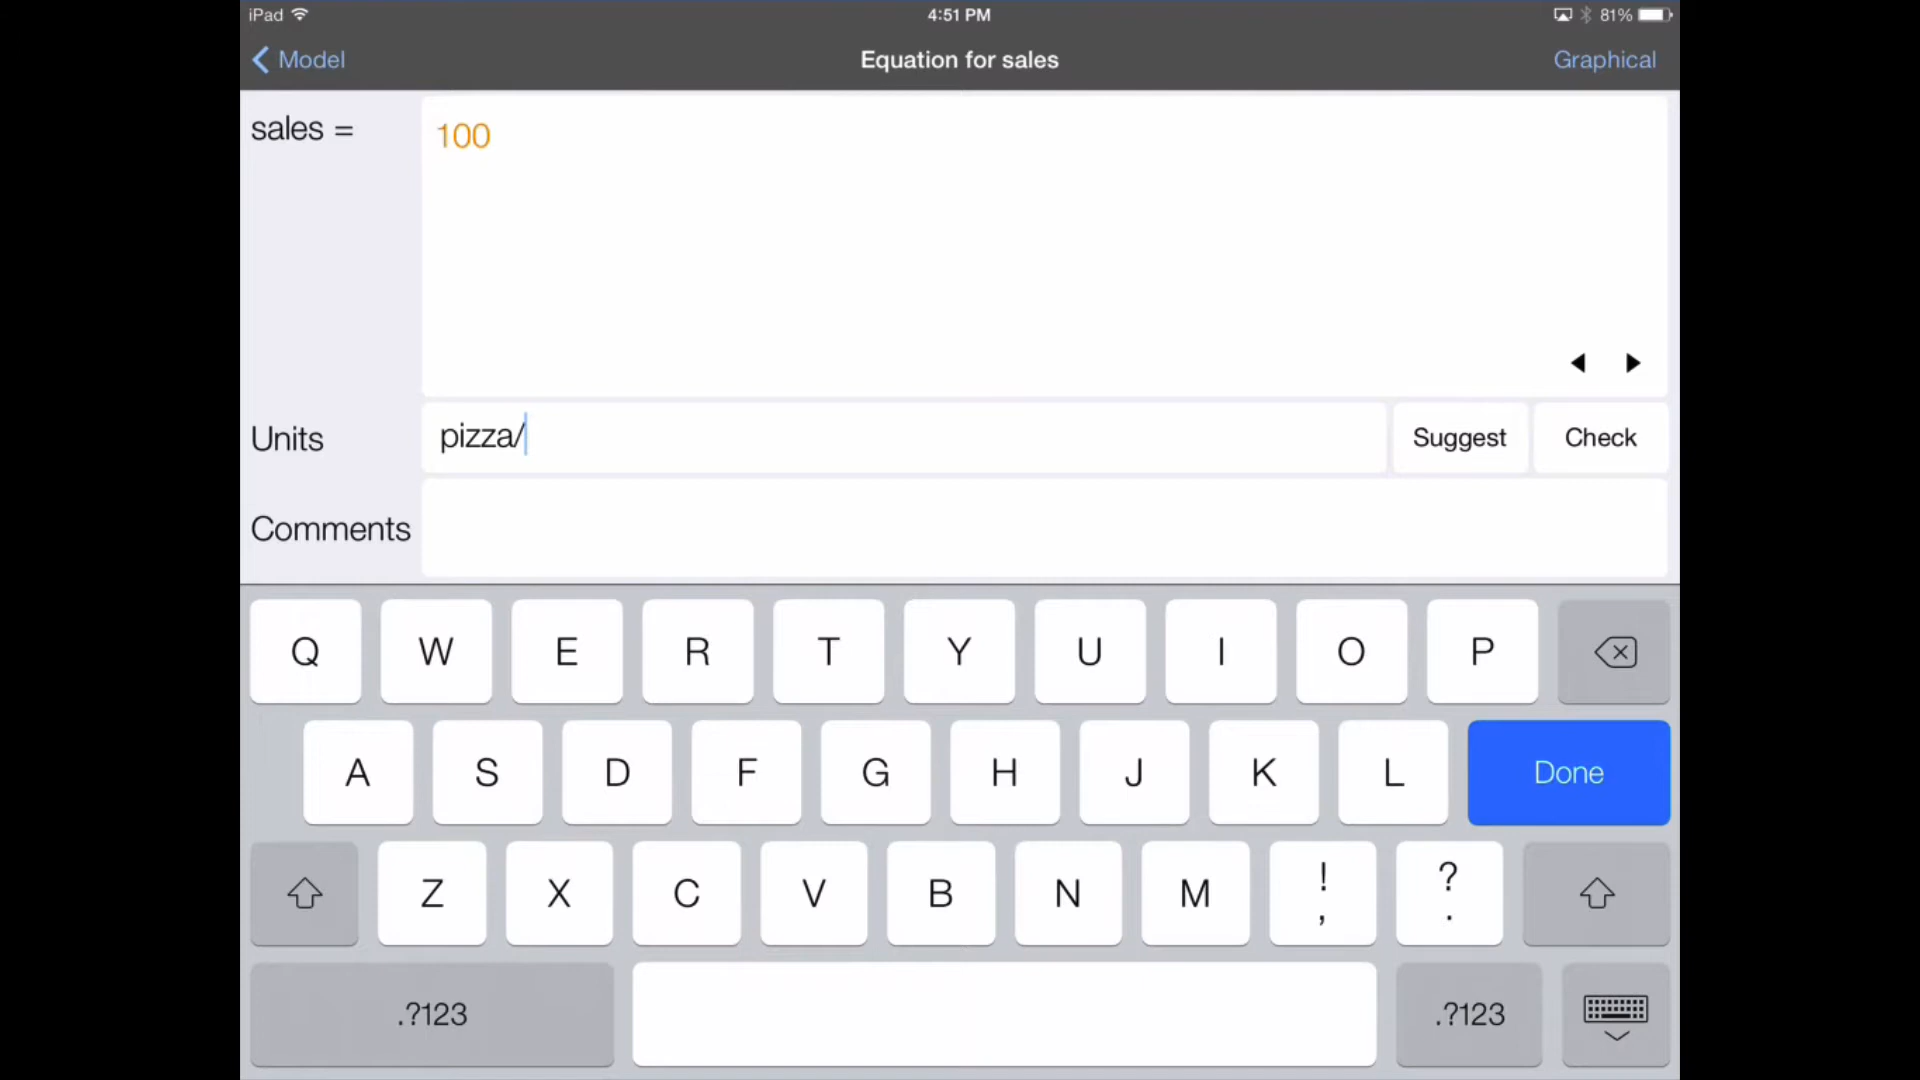 iPad 4:51 PM 81%
Model Equation for sales Graphical
sales = 100
Units pizza/ Suggest Check
Comments
Q W E R T Y U I O P
A S D F G H J K L Done
Z X C V B N M ! , ? .
.?123 .?123